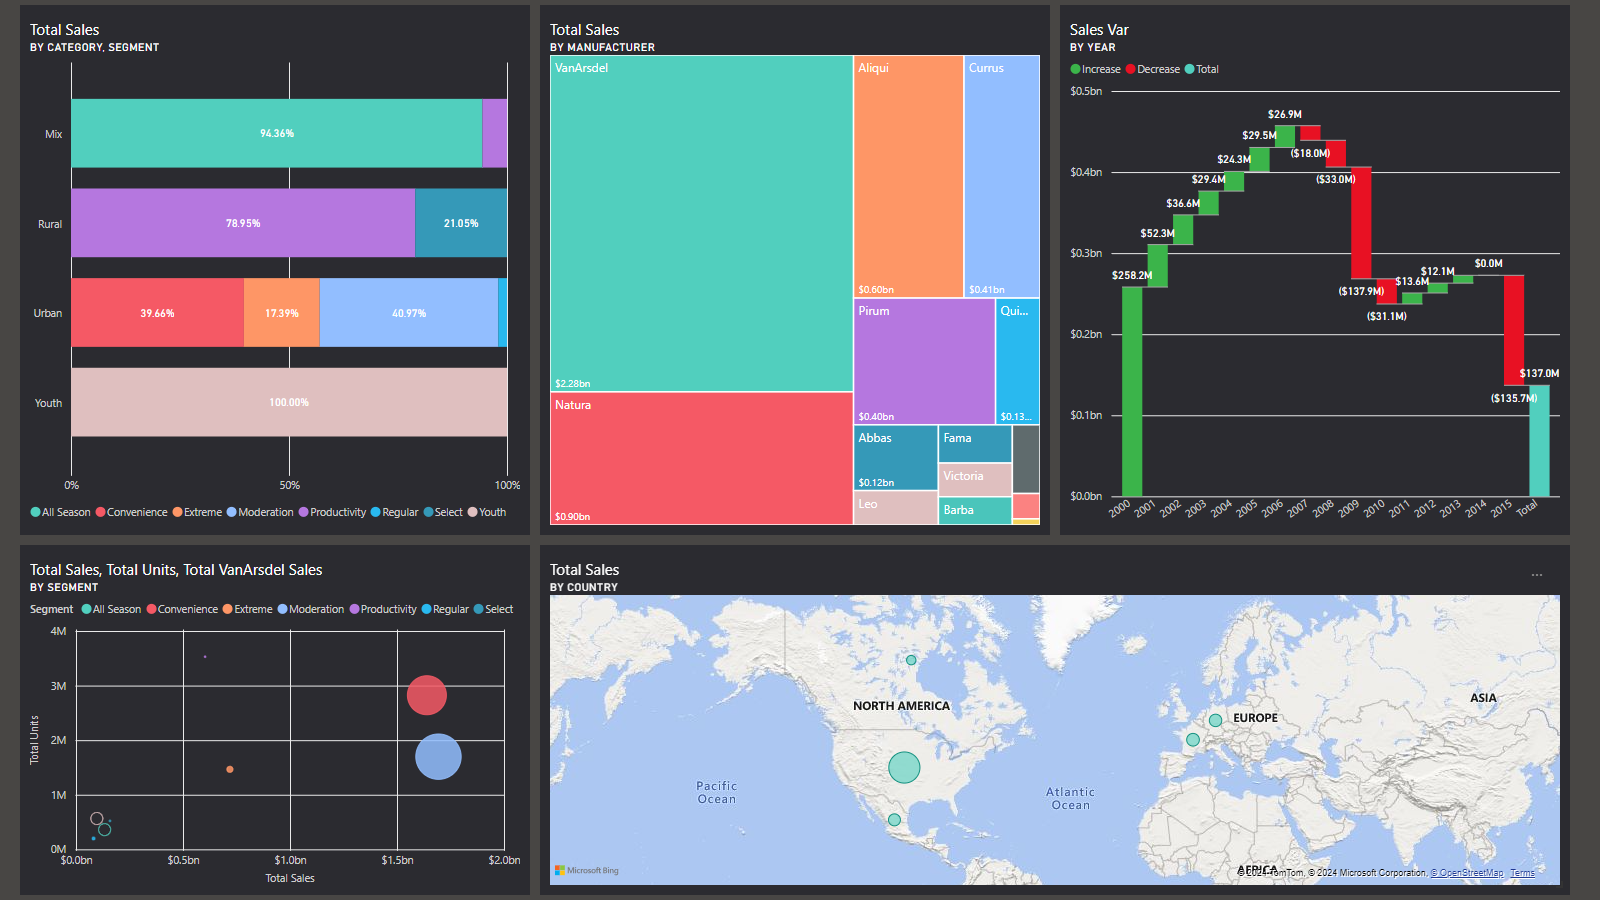 Total Sales
BY CATEGORY, SEGMENT
Mix
94.36%
Rural
78.95%
21.05%
Urban
39.66%
17.39%
40.97%
Youth
100.00%
0%
50%
100%
All Season Convenience Extreme Moderation Productivity Regular Select Youth
Total Sales
BY MANUFACTURER
VanArsdel
$2.28bn
Natura
$0.90bn
Aliqui
$0.60bn
Currus
$0.41bn
Pirum
$0.40bn
Qui...
$0.13...
Abbas
$0.12bn
Leo
Fama
Victoria
Barba
Sales Var
BY YEAR
Increase Decrease Total
$0.5bn
$0.4bn
$0.3bn
$0.2bn
$0.1bn
$0.0bn
$258.2M
$52.3M
$36.6M
$29.4M
$24.3M
$29.5M
$26.9M
($18.0M)
($33.0M)
($137.9M)
($31.1M)
$13.6M
$12.1M
$0.0M
($135.7M)
$137.0M
2000 2001 2002 2003 2004 2005 2006 2007 2008 2009 2010 2011 2012 2013 2014 2015 Total
Total Sales, Total Units, Total VanArsdel Sales
BY SEGMENT
Segment All Season Convenience Extreme Moderation Productivity Regular Select
Total Units
4M
3M
2M
1M
0M
$0.0bn $0.5bn $1.0bn $1.5bn $2.0bn
Total Sales
Total Sales
BY COUNTRY
...
NORTH AMERICA
EUROPE
ASIA
Pacific
Ocean
Atlantic
Ocean
AFRICA
Microsoft Bing
© 2024 TomTom, © 2024 Microsoft Corporation, © OpenStreetMap Terms